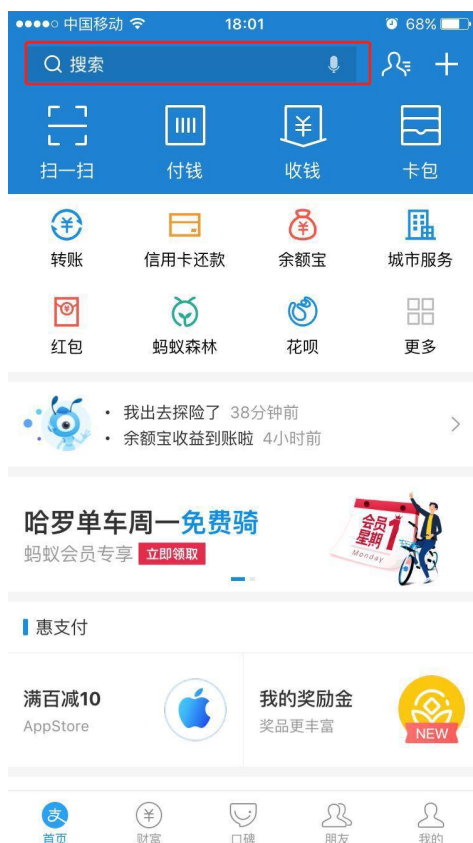 中国移动 18:01 68%
搜索
扫一扫 付钱 收钱 卡包
转账 信用卡还款 余额宝 城市服务
红包 蚂蚁森林 花呗 更多
· 我出去探险了 38分钟前
· 余额宝收益到账啦 4小时前
哈罗单车周一免费骑
蚂蚁会员专享 立即领取
会员
星期1
Monday
惠支付
满百减10
AppStore
我的奖励金
奖品更丰富
NEW
支
首页 财富 口碑 朋友 我的